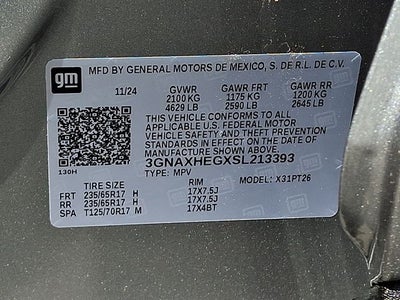 gm
MFD BY GENERAL MOTORS DE MEXICO, S. DE R.L. DE C.V.
11/24 GVWR GAWR FRT GAWR RR
2100 KG 1175 KG 1200 KG
4629 LB 2590 LB 2645 LB
THIS VEHICLE CONFORMS TO ALL
APPLICABLE U.S. FEDERAL MOTOR
VEHICLE SAFETY AND THEFT PREVENTION
STANDARDS IN EFFECT ON THE DATE OF
MANUFACTURE SHOWN ABOVE.
3GNAXHEGXSL213393
130H TYPE: MPV MODEL: X31PT26
TIRE SIZE RIM
FRT 235/65R17 H 17X7.5J
RR 235/65R17 H 17X7.5J
SPA T125/70R17 M 17X4BT